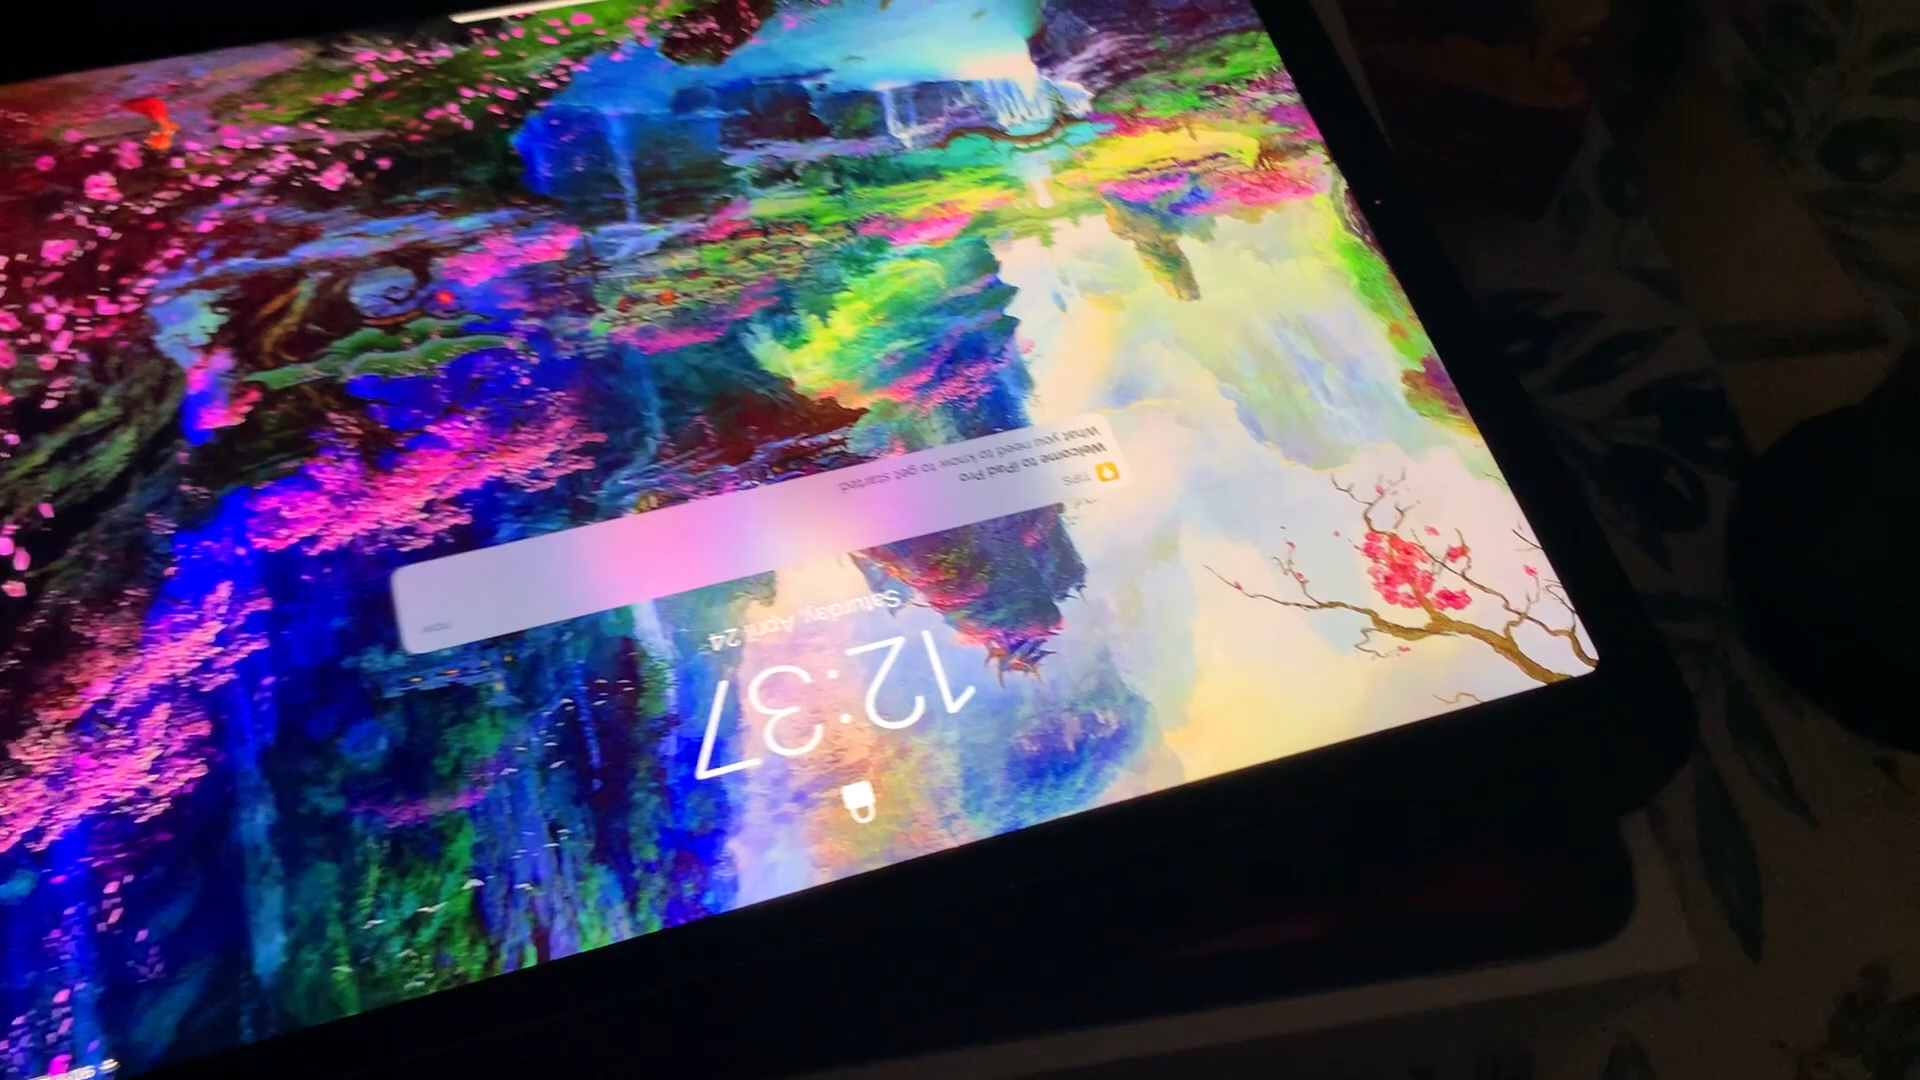 12:37
Saturday, April 24
TIPS
now
Welcome to iPad Pro
What you need to know to get started.